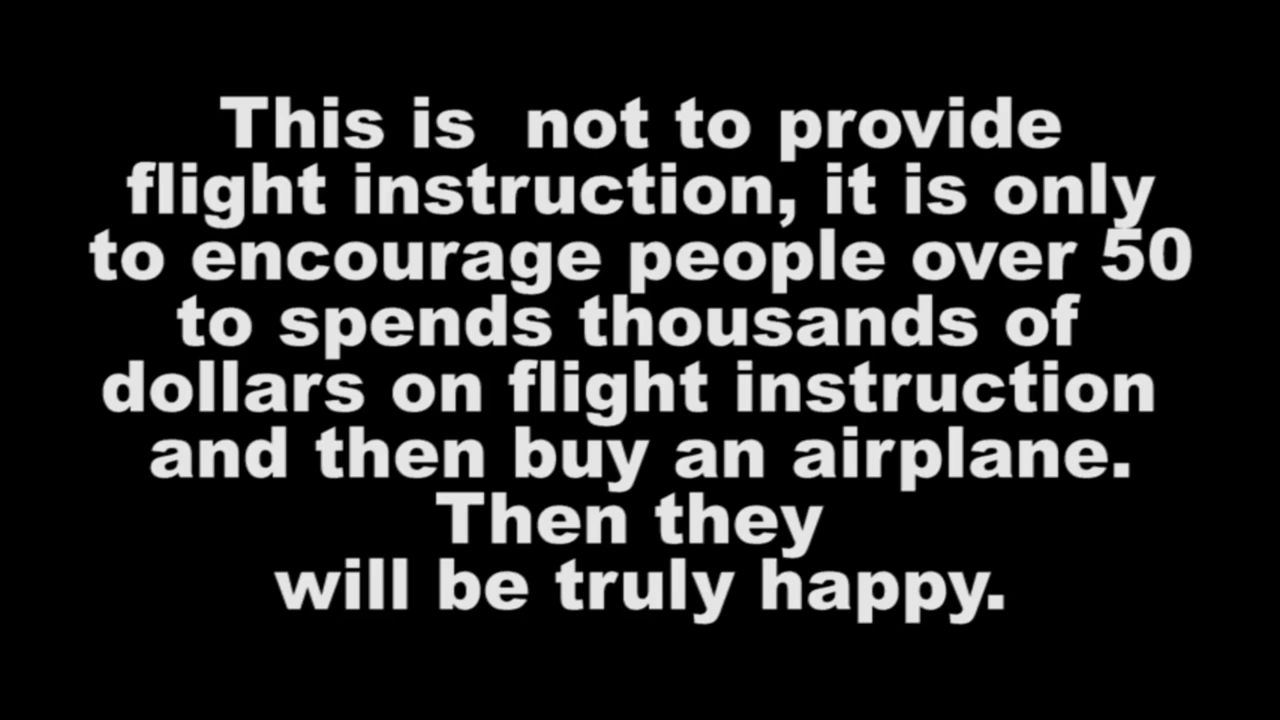 This is  not to provide
flight instruction, it is only
to encourage people over 50
to spends thousands of
dollars on flight instruction
and then buy an airplane.
Then they
will be truly happy.